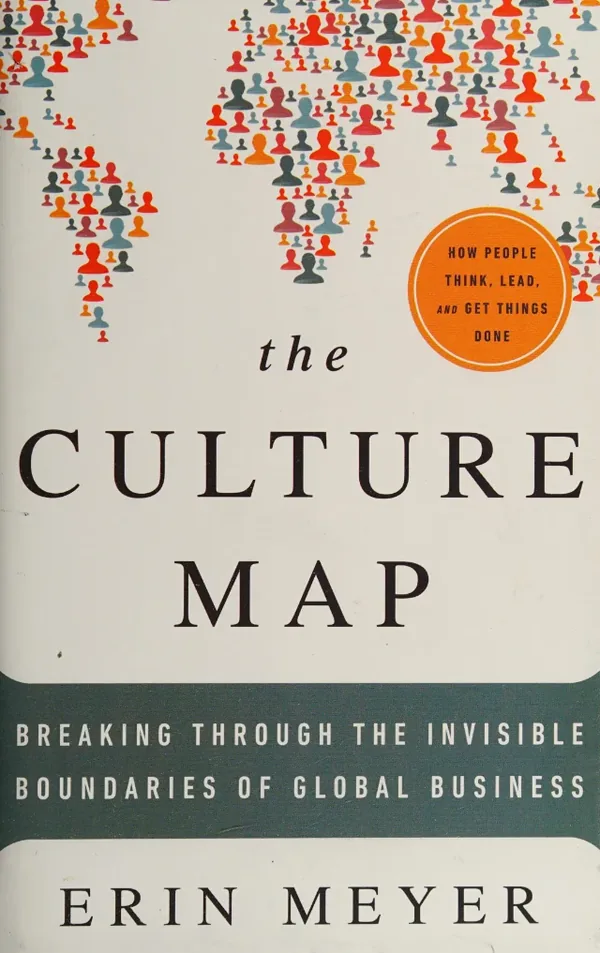 HOW PEOPLE
THINK, LEAD,
AND GET THINGS
DONE
the
CULTURE
MAP
BREAKING THROUGH THE INVISIBLE
BOUNDARIES OF GLOBAL BUSINESS
ERIN MEYER